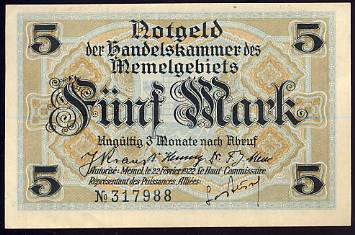 5 Notgeld 5
der Handelskammer des
Memelgebiets
Fünf Mark
Ungültig 3 Monate nach Abruf
Autorisé - Memel, le 22 Février 1922. Le Haut Commissaire
Représentant des Puissances Alliées:
5 No 317988 5